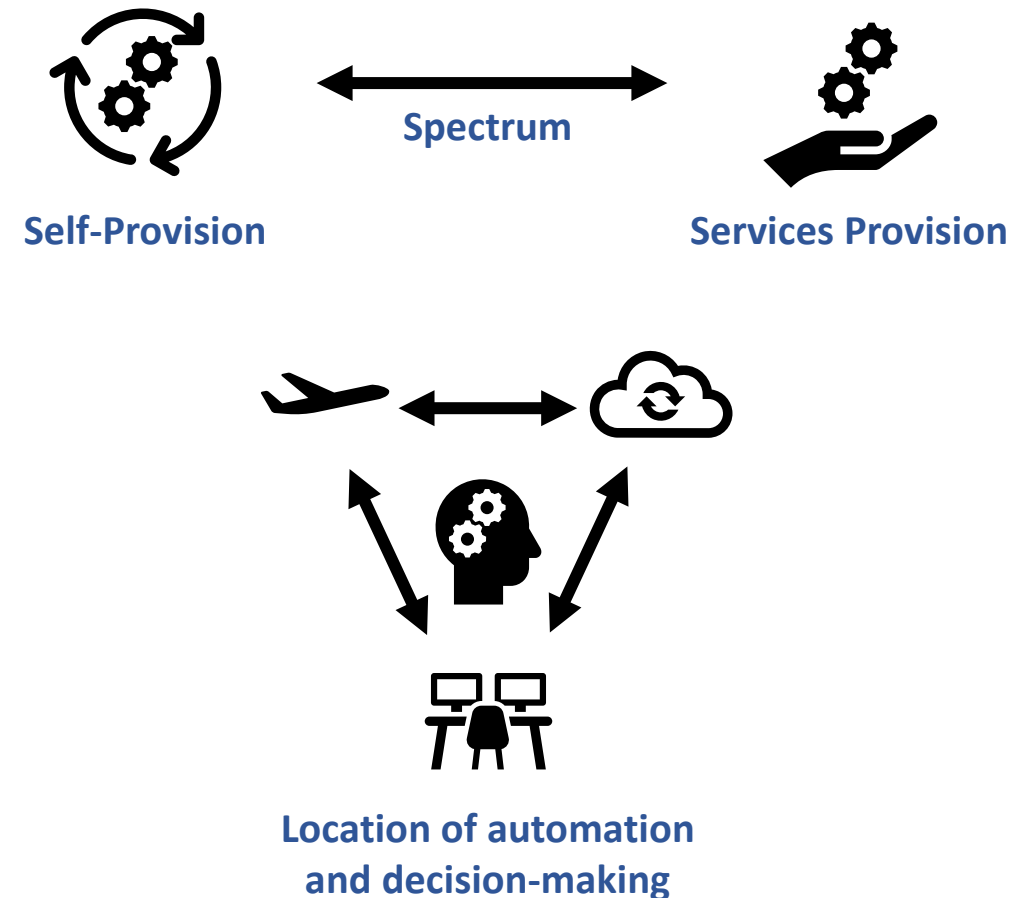 Spectrum
Self-Provision
Services Provision
Location of automation
and decision-making